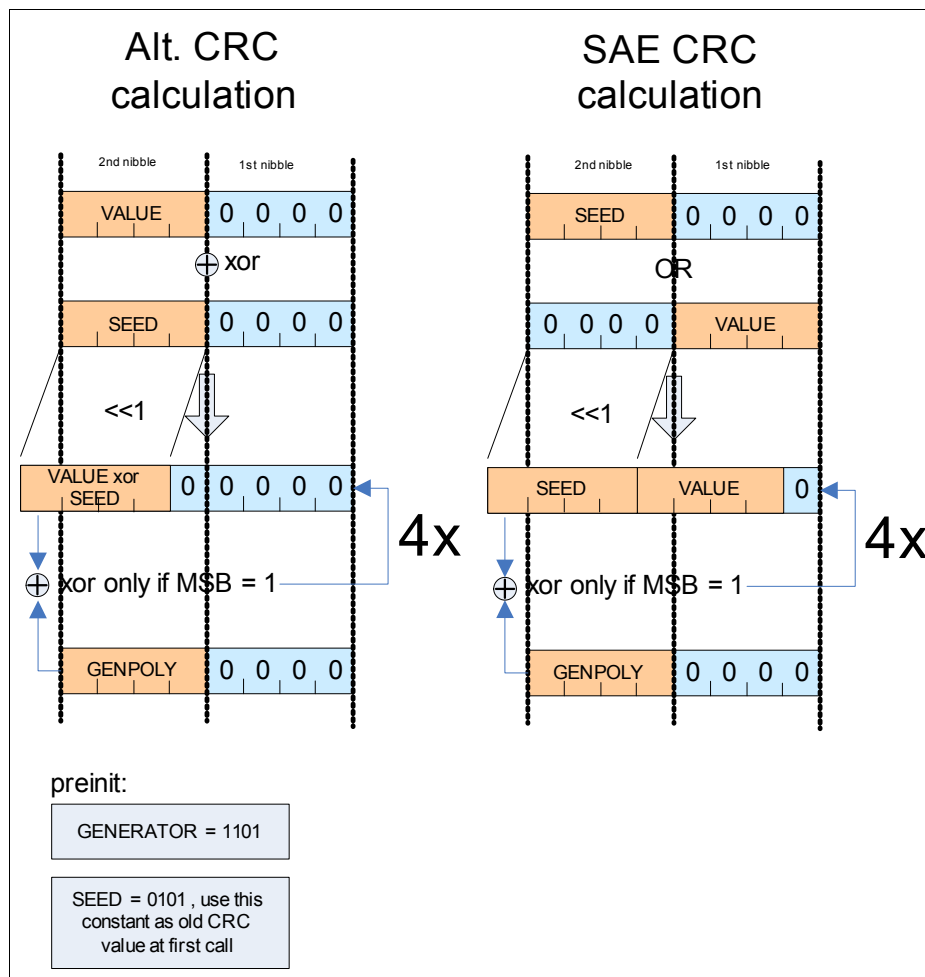 Alt. CRC
calculation
2nd nibble
1st nibble
VALUE
0 0 0 0
xor
SEED
0 0 0 0
<<1
VALUE xor
SEED
0 0 0 0 0
4x
xor only if MSB = 1
GENPOLY
0 0 0 0
preinit:
GENERATOR = 1101
SEED = 0101 , use this
constant as old CRC
value at first call
SAE CRC
calculation
2nd nibble
1st nibble
SEED
0 0 0 0
OR
0 0 0 0
VALUE
<<1
SEED
VALUE
0
4x
xor only if MSB = 1
GENPOLY
0 0 0 0